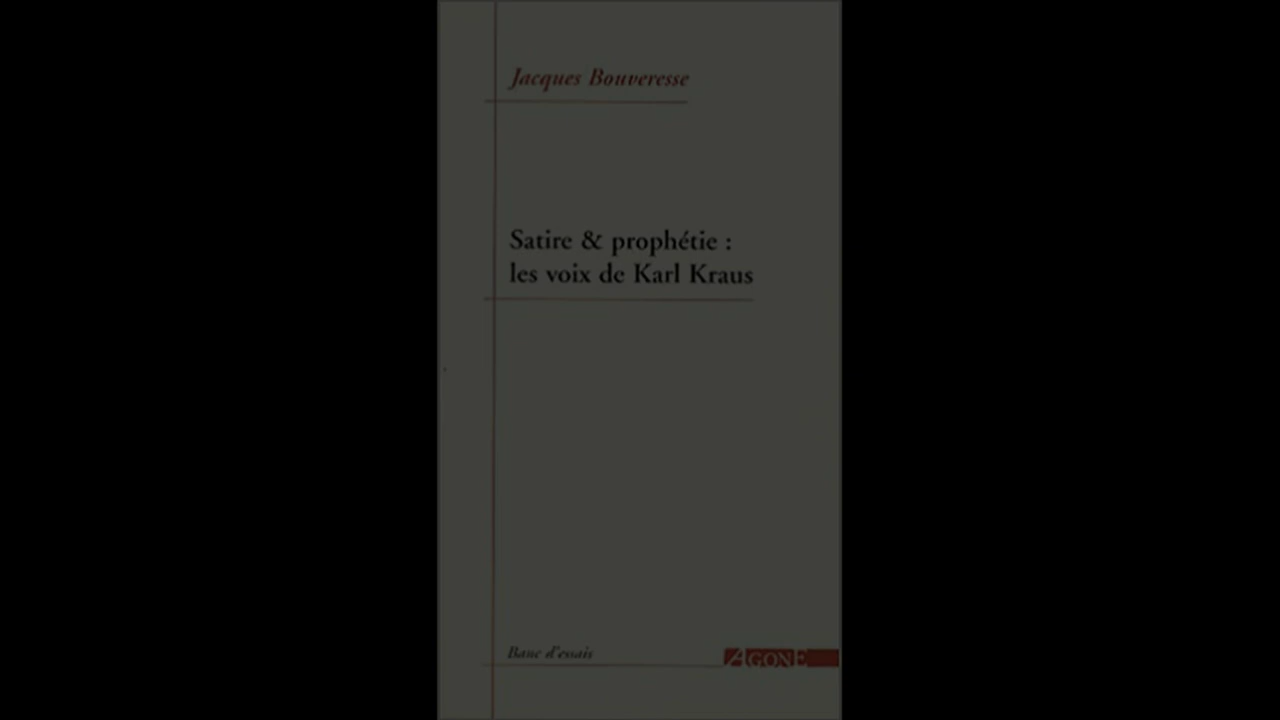 Jacques Bouveresse
Satire & prophétie :
les voix de Karl Kraus
Banc d'essais
AGONE